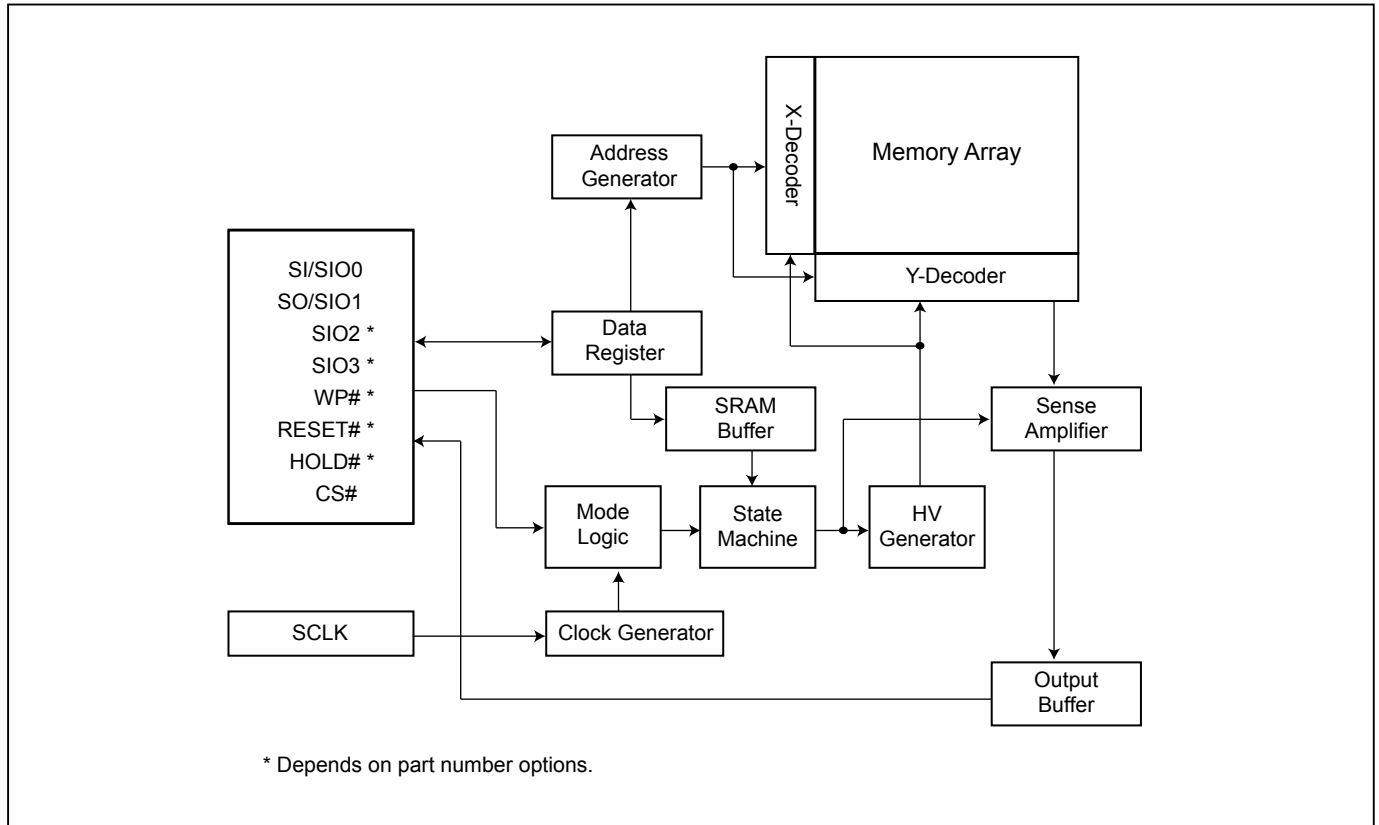 X-Decoder
Memory Array
Address
Generator
Y-Decoder
SI/SIO0
SO/SIO1
SIO2 *
SIO3 *
WP# *
RESET# *
HOLD# *
CS#
Data
Register
SRAM
Buffer
Sense
Amplifier
Mode
Logic
State
Machine
HV
Generator
SCLK
Clock Generator
Output
Buffer
* Depends on part number options.